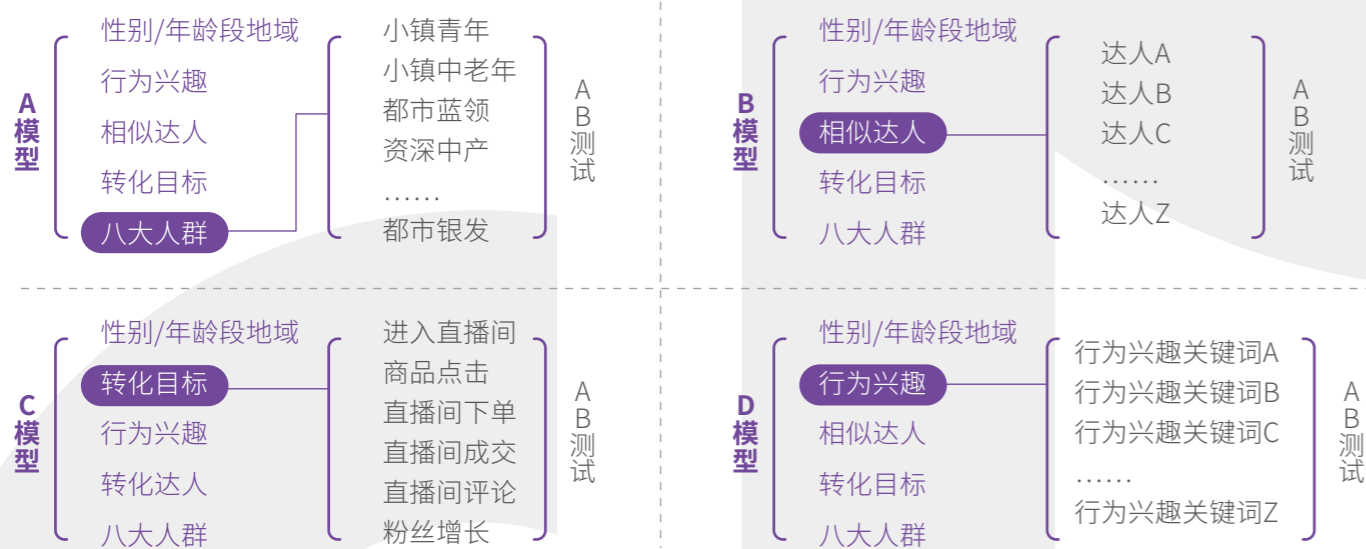 A模型
性别/年龄段地域
行为兴趣
相似达人
转化目标
八大人群
小镇青年
小镇中老年
都市蓝领
资深中产
……
都市银发
AB测试
B模型
性别/年龄段地域
行为兴趣
相似达人
转化目标
八大人群
达人A
达人B
达人C
……
达人Z
AB测试
C模型
性别/年龄段地域
转化目标
行为兴趣
转化达人
八大人群
进入直播间
商品点击
直播间下单
直播间成交
直播间评论
粉丝增长
AB测试
D模型
性别/年龄段地域
行为兴趣
相似达人
转化目标
八大人群
行为兴趣关键词A
行为兴趣关键词B
行为兴趣关键词C
……
行为兴趣关键词Z
AB测试